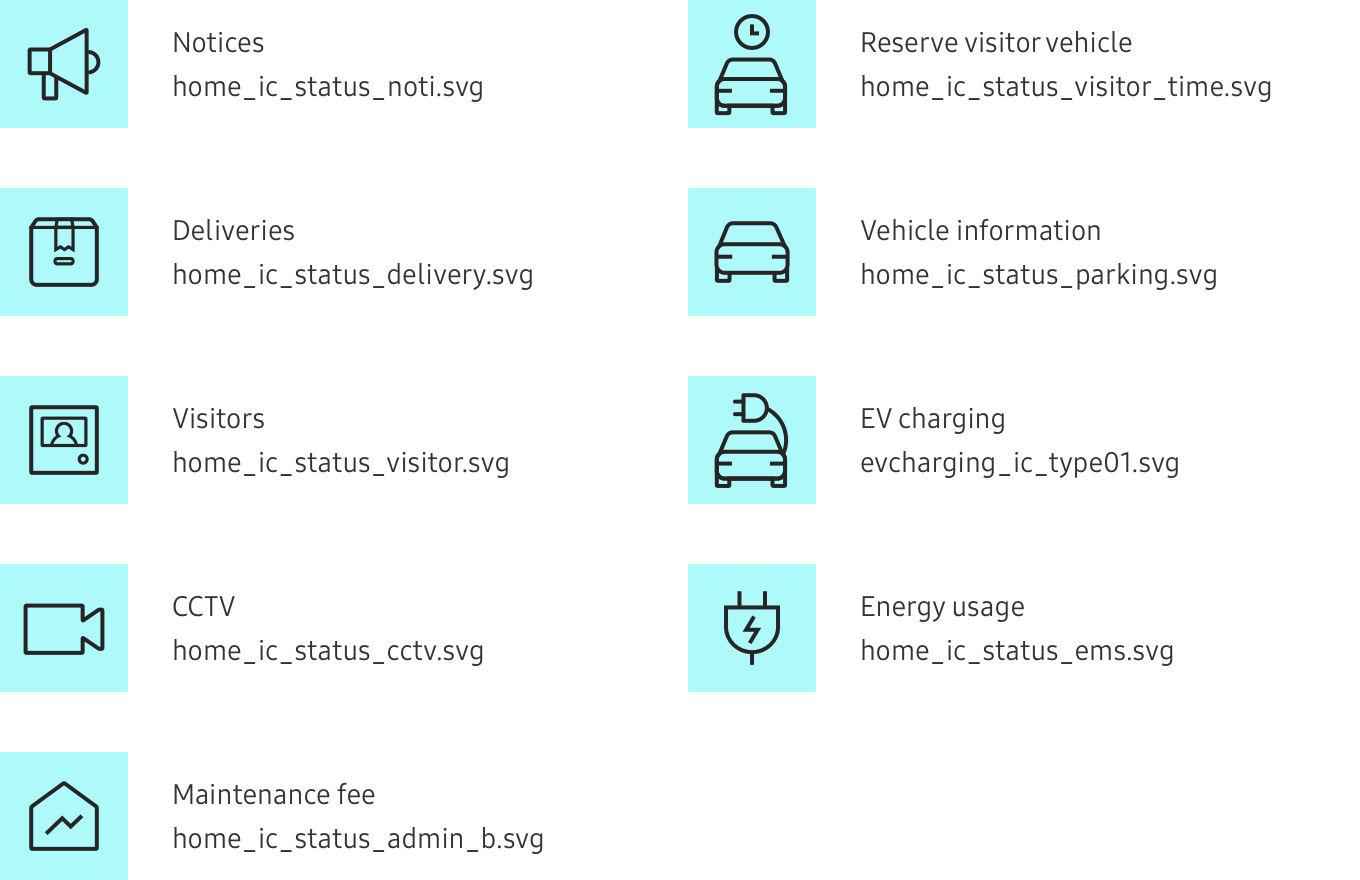 Notices
home_ic_status_noti.svg
Deliveries
home_ic_status_delivery.svg
Visitors
home_ic_status_visitor.svg
CCTV
home_ic_status_cctv.svg
Maintenance fee
home_ic_status_admin_b.svg
Reserve visitor vehicle
home_ic_status_visitor_time.svg
Vehicle information
home_ic_status_parking.svg
EV charging
evcharging_ic_type01.svg
Energy usage
home_ic_status_ems.svg